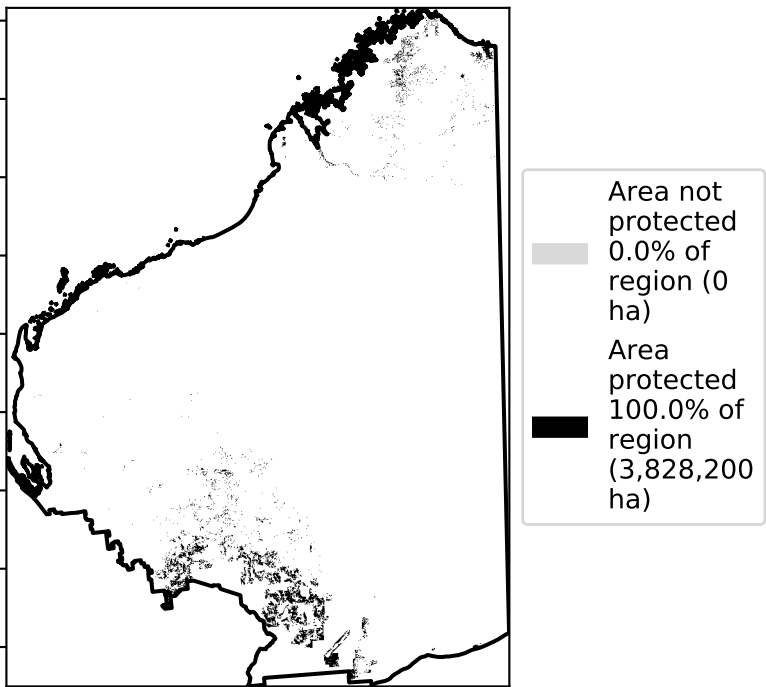 Area not
protected
0.0% of
region (0
ha)
Area
protected
100.0% of
region
(3,828,200
ha)